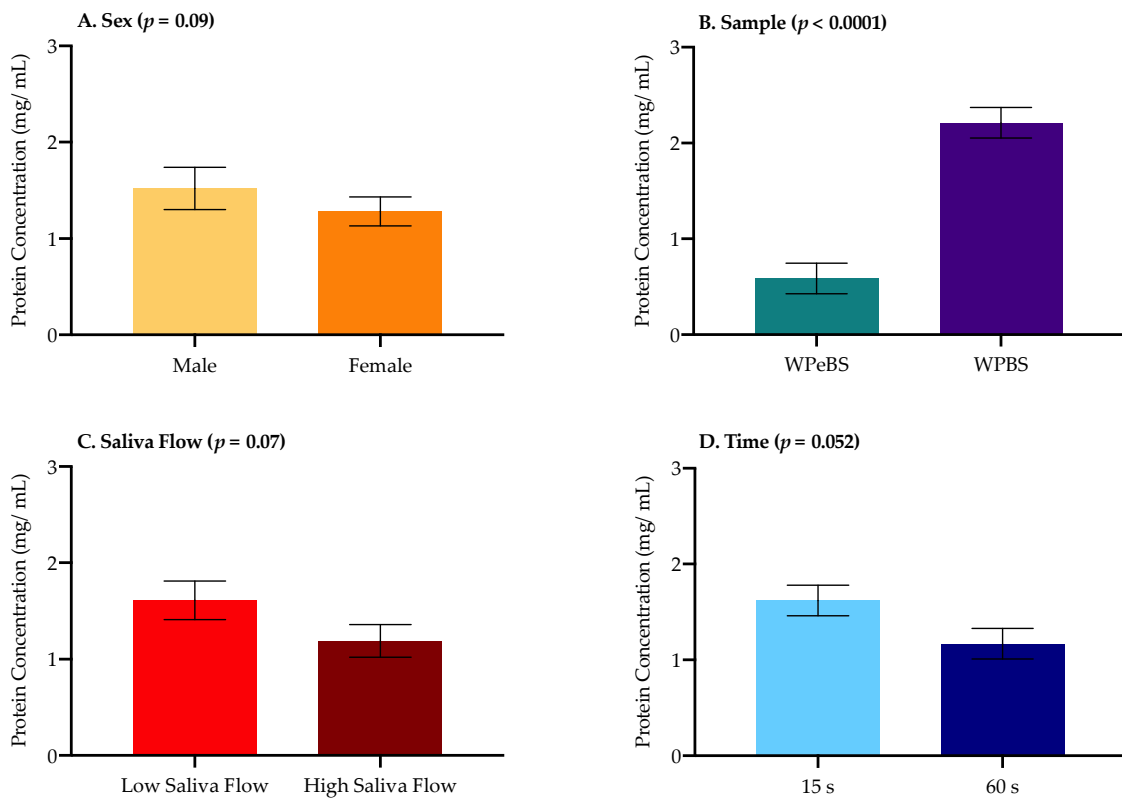 A. Sex (p = 0.09)
Protein Concentration (mg/ mL)
3
2
1
0
Male Female
B. Sample (p < 0.0001)
Protein Concentration (mg/ mL)
3
2
1
0
WPeBS WPBS
C. Saliva Flow (p = 0.07)
Protein Concentration (mg/ mL)
3
2
1
0
Low Saliva Flow High Saliva Flow
D. Time (p = 0.052)
Protein Concentration (mg/ mL)
3
2
1
0
15 s 60 s